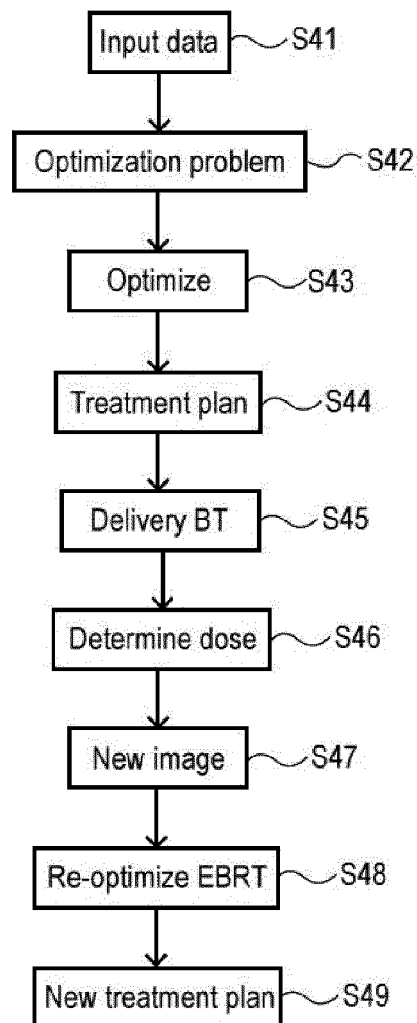 Input data S41
Optimization problem S42
Optimize S43
Treatment plan S44
Delivery BT S45
Determine dose S46
New image S47
Re-optimize EBRT S48
New treatment plan S49